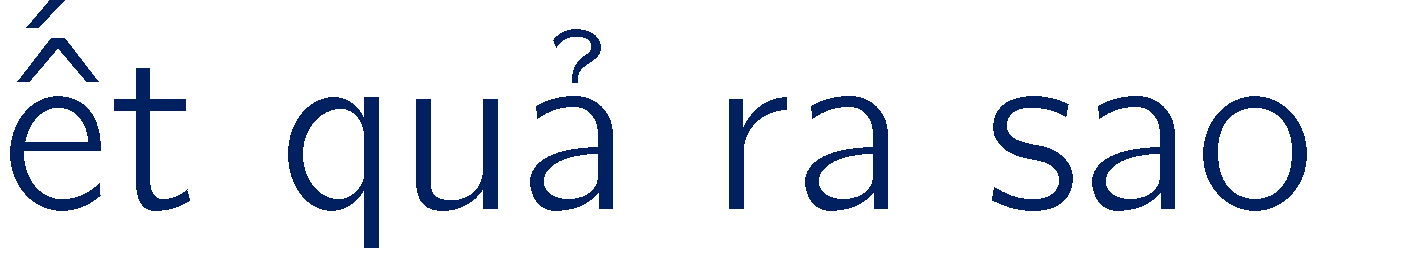 ết quả ra sao